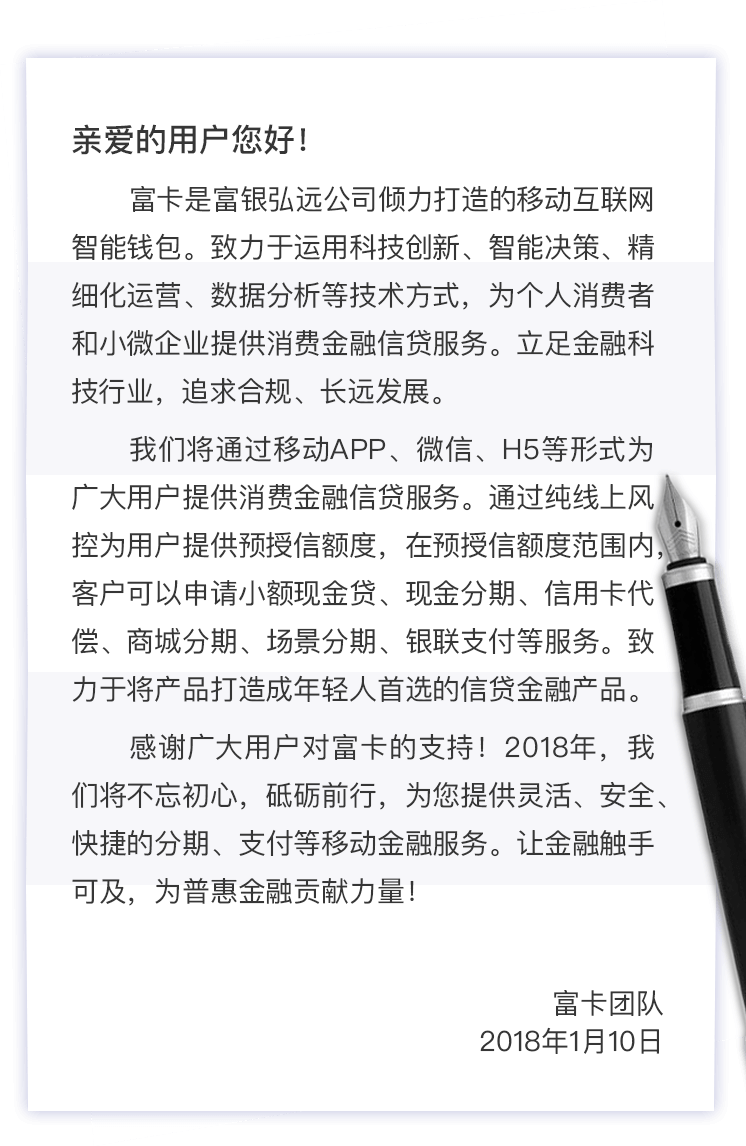 亲爱的用户您好！
富卡是富银弘远公司倾力打造的移动互联网
智能钱包。致力于运用科技创新、智能决策、精
细化运营、数据分析等技术方式，为个人消费者
和小微企业提供消费金融信贷服务。立足金融科
技行业，追求合规、长远发展。
我们将通过移动APP、微信、H5等形式为
广大用户提供消费金融信贷服务。通过纯线上风
控为用户提供预授信额度，在预授信额度范围内，
客户可以申请小额现金贷、现金分期、信用卡代
偿、商城分期、场景分期、银联支付等服务。致
力于将产品打造成年轻人首选的信贷金融产品。
感谢广大用户对富卡的支持！2018年，我
们将不忘初心，砥砺前行，为您提供灵活、安全、
快捷的分期、支付等移动金融服务。让金融触手
可及，为普惠金融贡献力量！
富卡团队
2018年1月10日